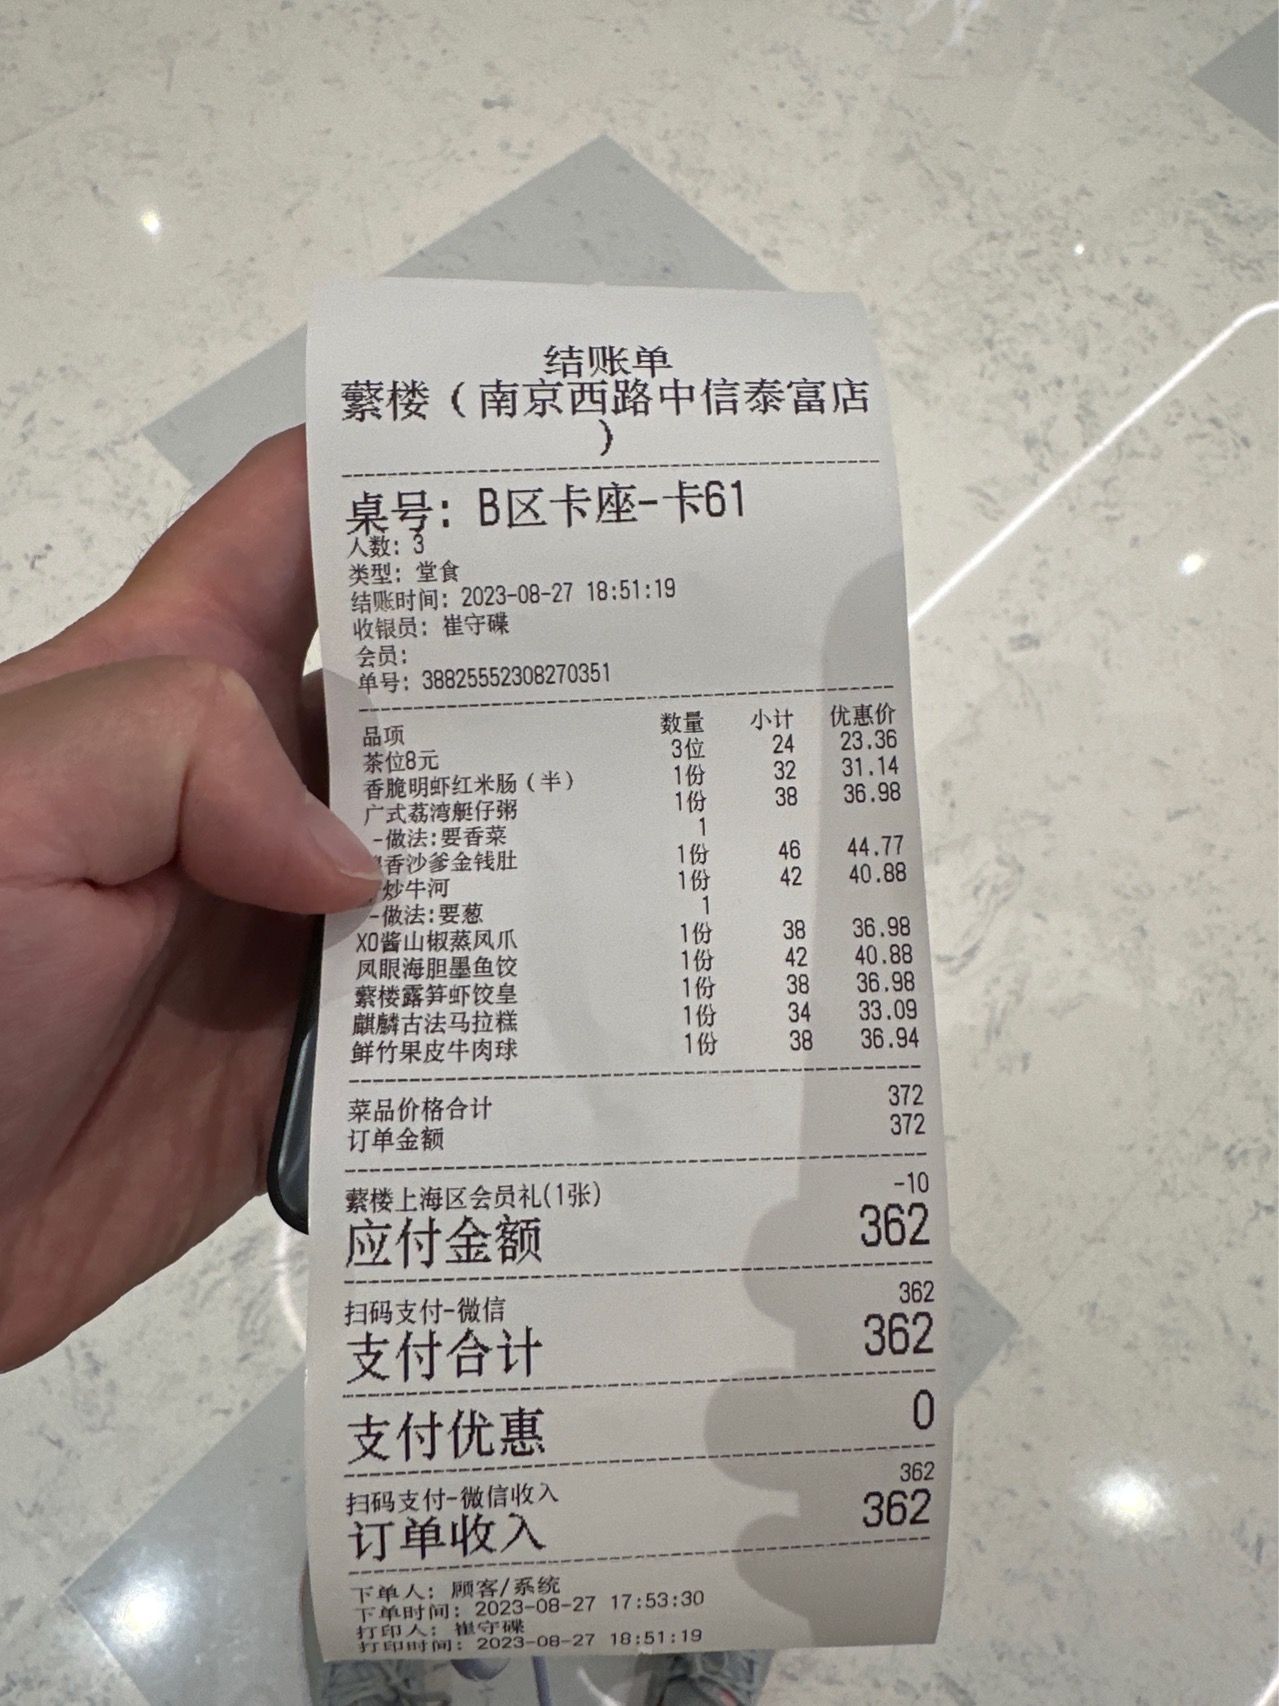 结账单
蘩楼（南京西路中信泰富店
）
桌号: B区卡座-卡61
人数: 3
类型: 堂食
结账时间: 2023-08-27 18:51:19
收银员: 崔守碟
会员:
单号: 38825552308270351
品项 数量 小计 优惠价
茶位8元 3位 24 23.36
香脆明虾红米肠（半） 1份 32 31.14
广式荔湾艇仔粥 1份 38 36.98
-做法:要香菜 1
香沙爹金钱肚 1份 46 44.77
炒牛河 1份 42 40.88
-做法:要葱 1
XO酱山椒蒸凤爪 1份 38 36.98
凤眼海胆墨鱼饺 1份 42 40.88
蘩楼露笋虾饺皇 1份 38 36.98
麒麟古法马拉糕 1份 34 33.09
鲜竹果皮牛肉球 1份 38 36.94
菜品价格合计 372
订单金额 372
蘩楼上海区会员礼(1张) -10
应付金额 362
扫码支付-微信 362
支付合计 362
支付优惠 0
扫码支付-微信收入 362
订单收入 362
下单人: 顾客/系统
下单时间: 2023-08-27 17:53:30
打印人: 崔守碟
打印时间: 2023-08-27 18:51:19